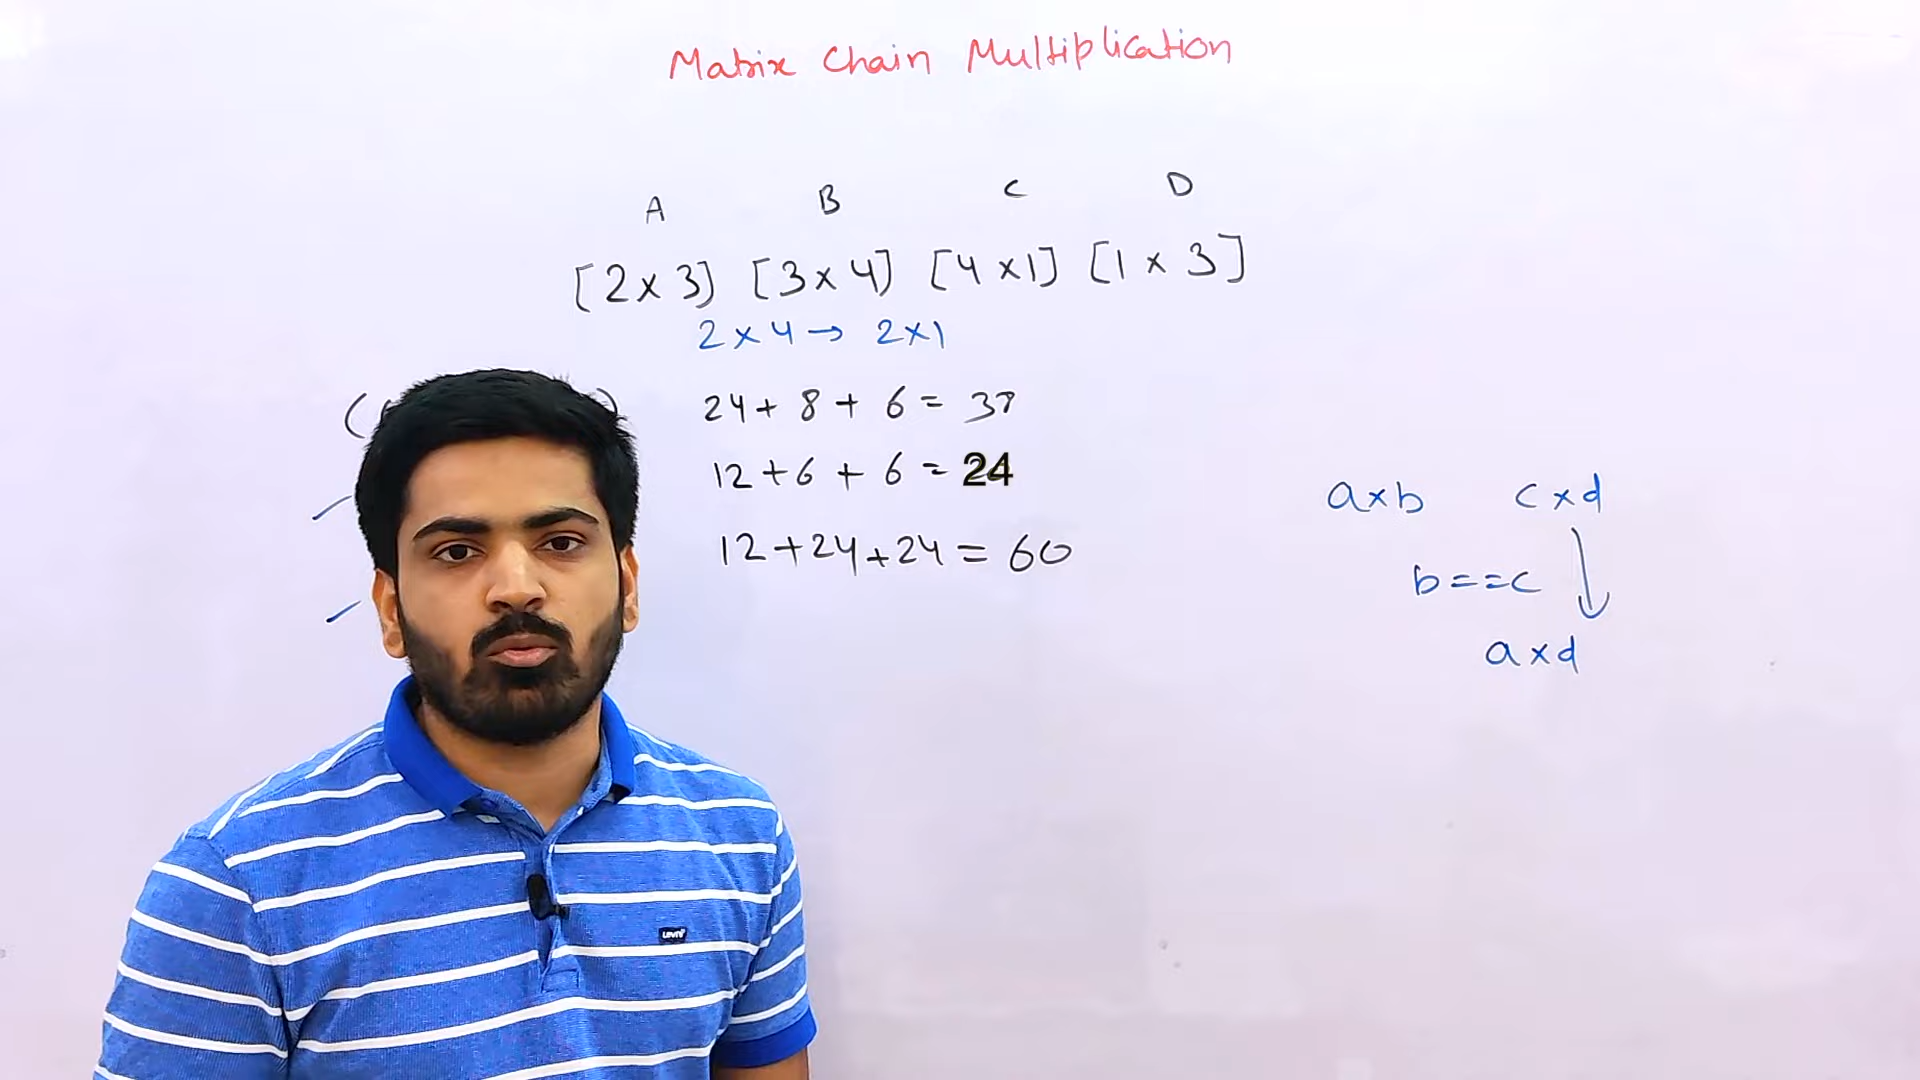 Matrix Chain Multiplication
A B C D
[2 x 3] [3 x 4] [4 x 1] [1 x 3]
2 x 4 → 2 x 1
( ( )
24 + 8 + 6 = 38
12 + 6 + 6 = 24
12 + 24 + 24 = 60
a x b c x d
b = = c
a x d
Levi's